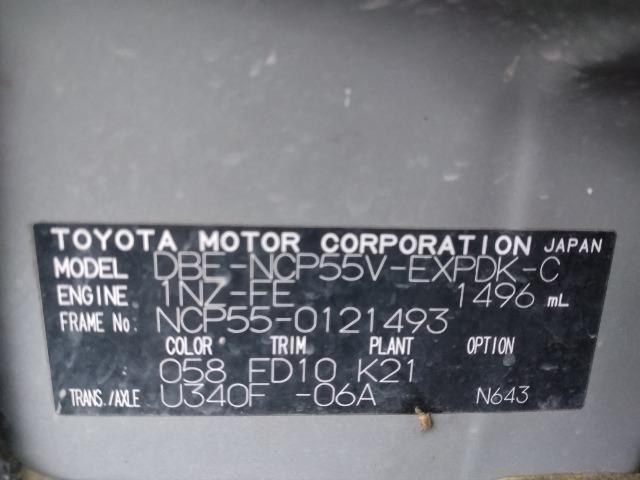 TOYOTA MOTOR CORPORATION JAPAN
MODEL DBE-NCP55V-EXPDK-C
ENGINE 1NZ-FE 1496 mL
FRAME No. NCP55-0121493
COLOR TRIM PLANT OPTION
058 FD10 K21
TRANS./AXLE U340F -06A N643